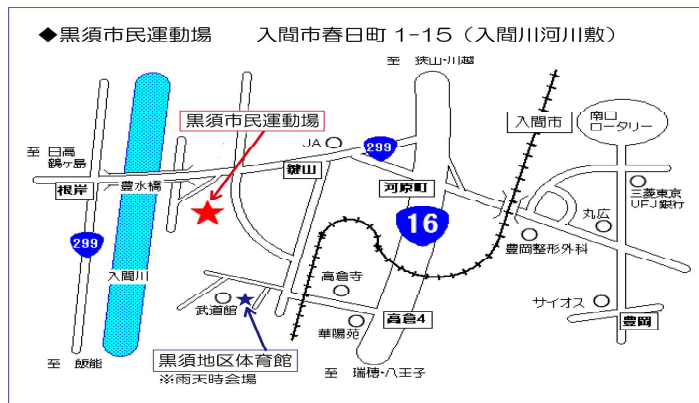 ◆黒須市民運動場　　入間市春日町1-15（入間川河川敷）
至 狭山・川越
黒須市民運動場
入間市
南口
ロータリー
JA
299
至 日高
鶴ヶ島
根岸
豊水橋
鍵山
河原町
三菱東京
UFJ銀行
16
丸広
299
豊岡整形外科
入間川
高倉寺
武道館
サイオス
華陽苑
高倉4
豊岡
黒須地区体育館
※雨天時会場
至 飯能
至 瑞穂・八王子